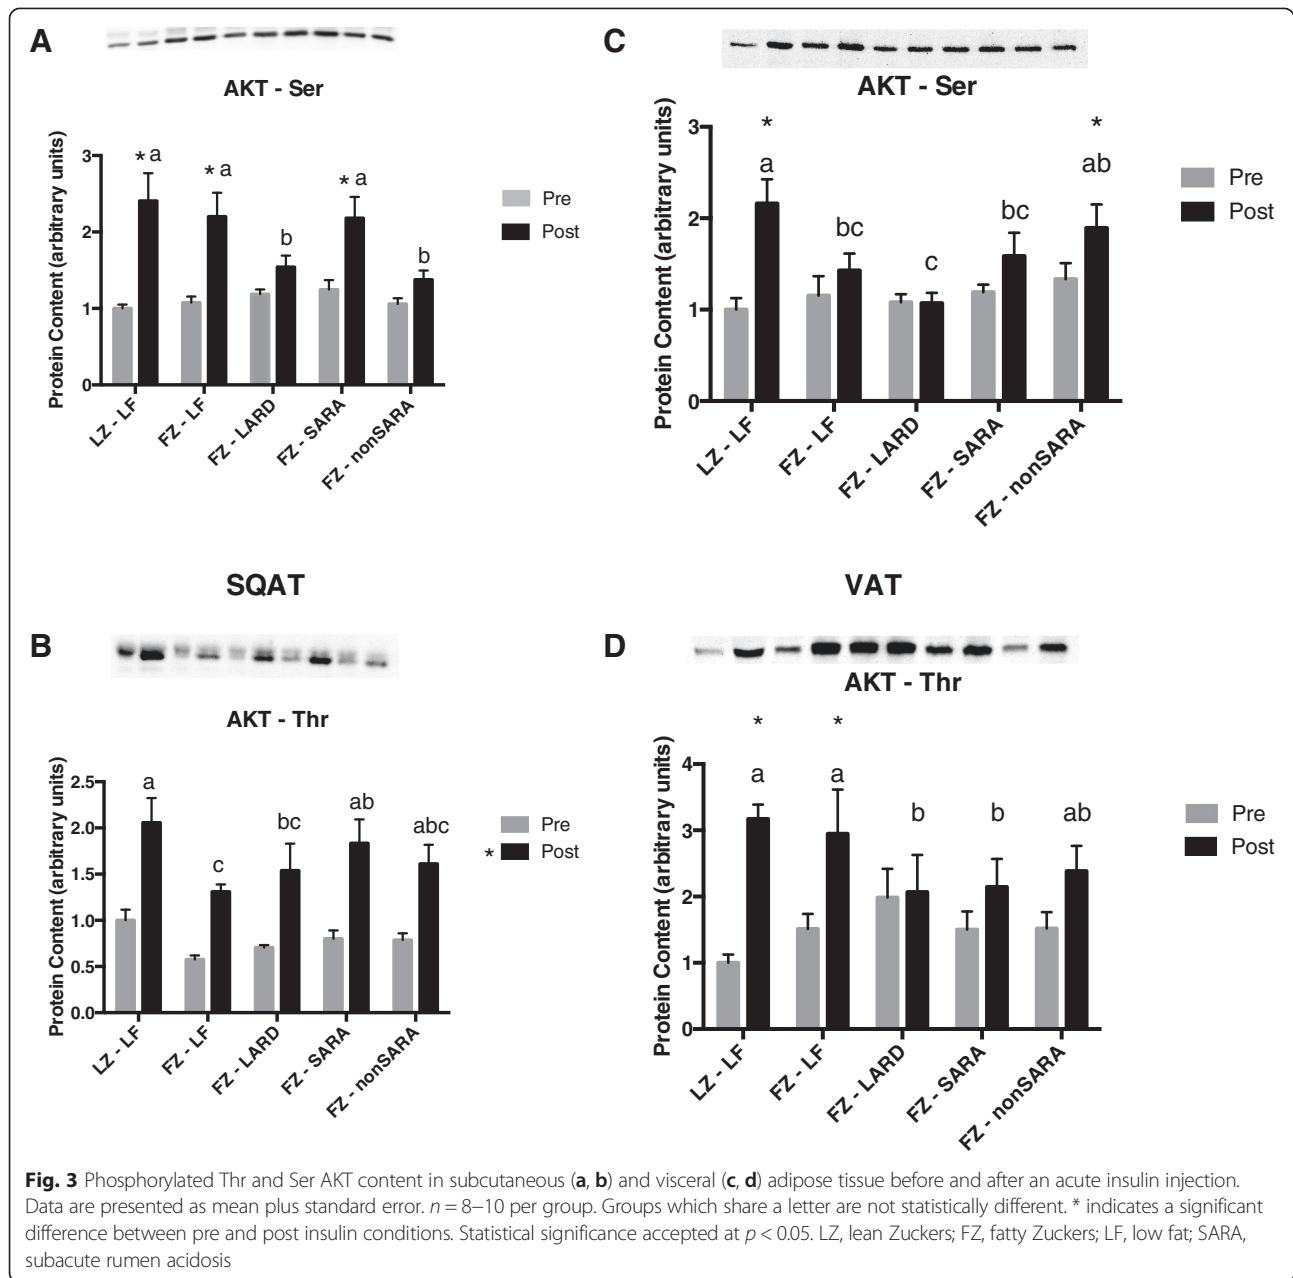 A
AKT - Ser
Protein Content (arbitrary units)
3
2
1
0
* a
* a
b
* a
b
Pre
Post
LZ - LF
FZ - LF
FZ - LARD
FZ - SARA
FZ - nonSARA
C
AKT - Ser
Protein Content (arbitrary units)
3
2
1
0
* *
a
bc
c
bc
ab
Pre
Post
LZ - LF
FZ - LF
FZ - LARD
FZ - SARA
FZ - nonSARA
SQAT
VAT
B
AKT - Thr
Protein Content (arbitrary units)
2.5
2.0
1.5
1.0
0.5
0.0
a
c
bc
ab
abc
Pre
* Post
LZ - LF
FZ - LF
FZ - LARD
FZ - SARA
FZ - nonSARA
D
AKT - Thr
Protein Content (arbitrary units)
4
3
2
1
0
* *
a
a
b
b
ab
Pre
Post
LZ - LF
FZ - LF
FZ - LARD
FZ - SARA
FZ - nonSARA
Fig. 3 Phosphorylated Thr and Ser AKT content in subcutaneous (a, b) and visceral (c, d) adipose tissue before and after an acute insulin injection.
Data are presented as mean plus standard error. n = 8–10 per group. Groups which share a letter are not statistically different. * indicates a significant
difference between pre and post insulin conditions. Statistical significance accepted at p < 0.05. LZ, lean Zuckers; FZ, fatty Zuckers; LF, low fat; SARA,
subacute rumen acidosis